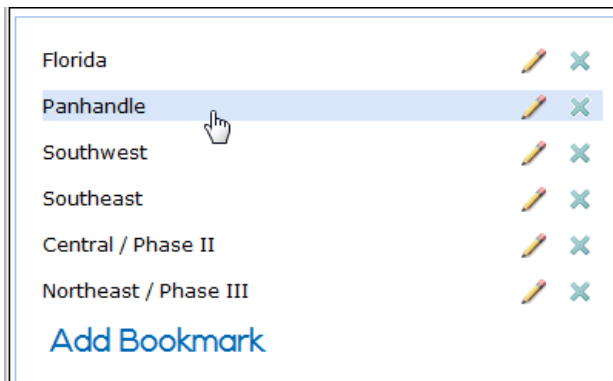 Florida
Panhandle
Southwest
Southeast
Central / Phase II
Northeast / Phase III
Add Bookmark